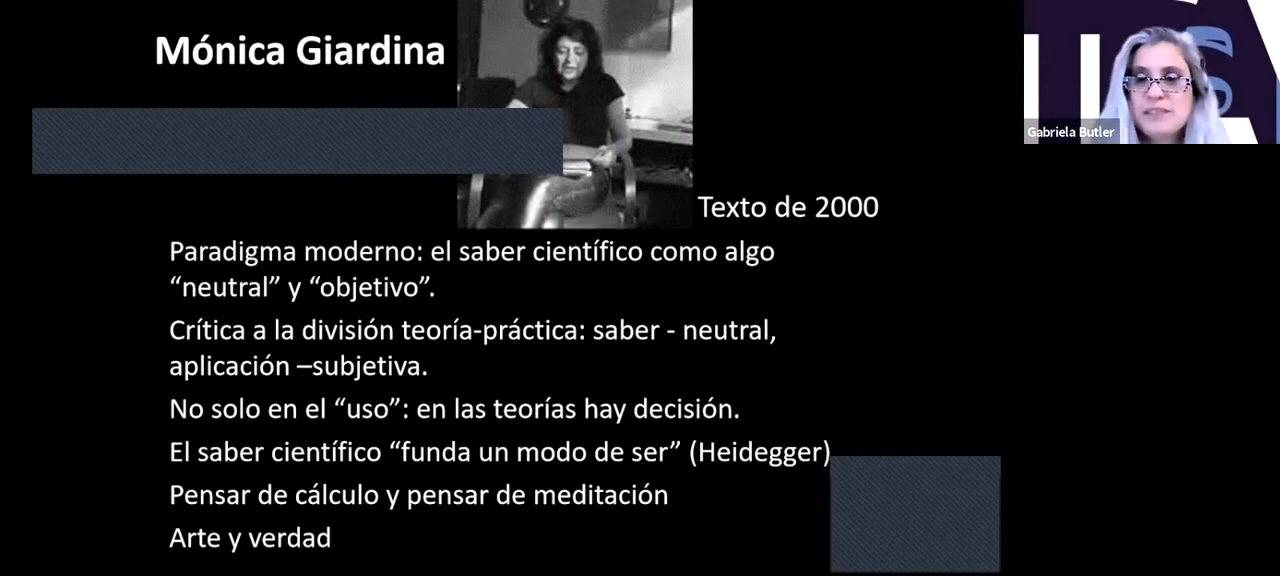 Mónica Giardina
Gabriela Butler
Texto de 2000
Paradigma moderno: el saber científico como algo
“neutral” y “objetivo”.
Crítica a la división teoría-práctica: saber - neutral,
aplicación –subjetiva.
No solo en el “uso”: en las teorías hay decisión.
El saber científico “funda un modo de ser” (Heidegger)
Pensar de cálculo y pensar de meditación
Arte y verdad